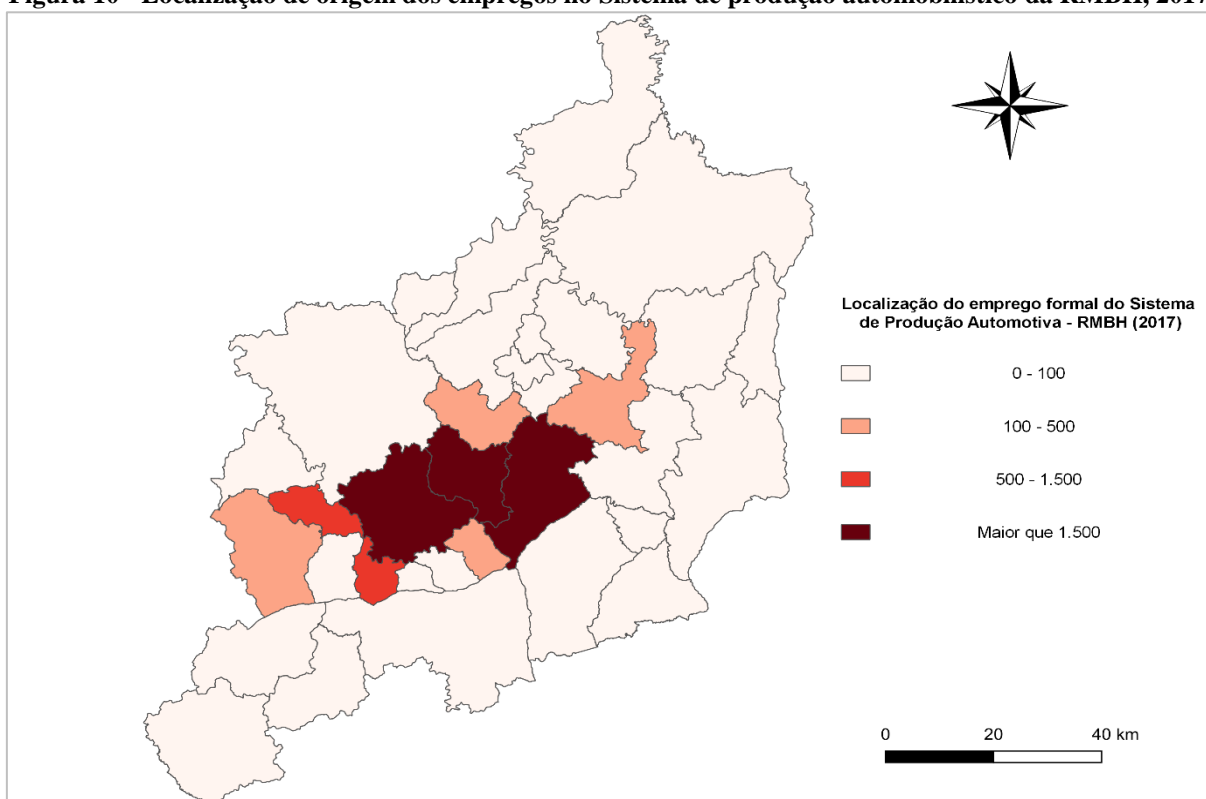 Figura 10 - Localização de origem dos empregos no Sistema de produção automobilístico da RMBH, 2017
Localização do emprego formal do Sistema
de Produção Automotiva - RMBH (2017)
0 - 100
100 - 500
500 - 1.500
Maior que 1.500
0 20 40 km